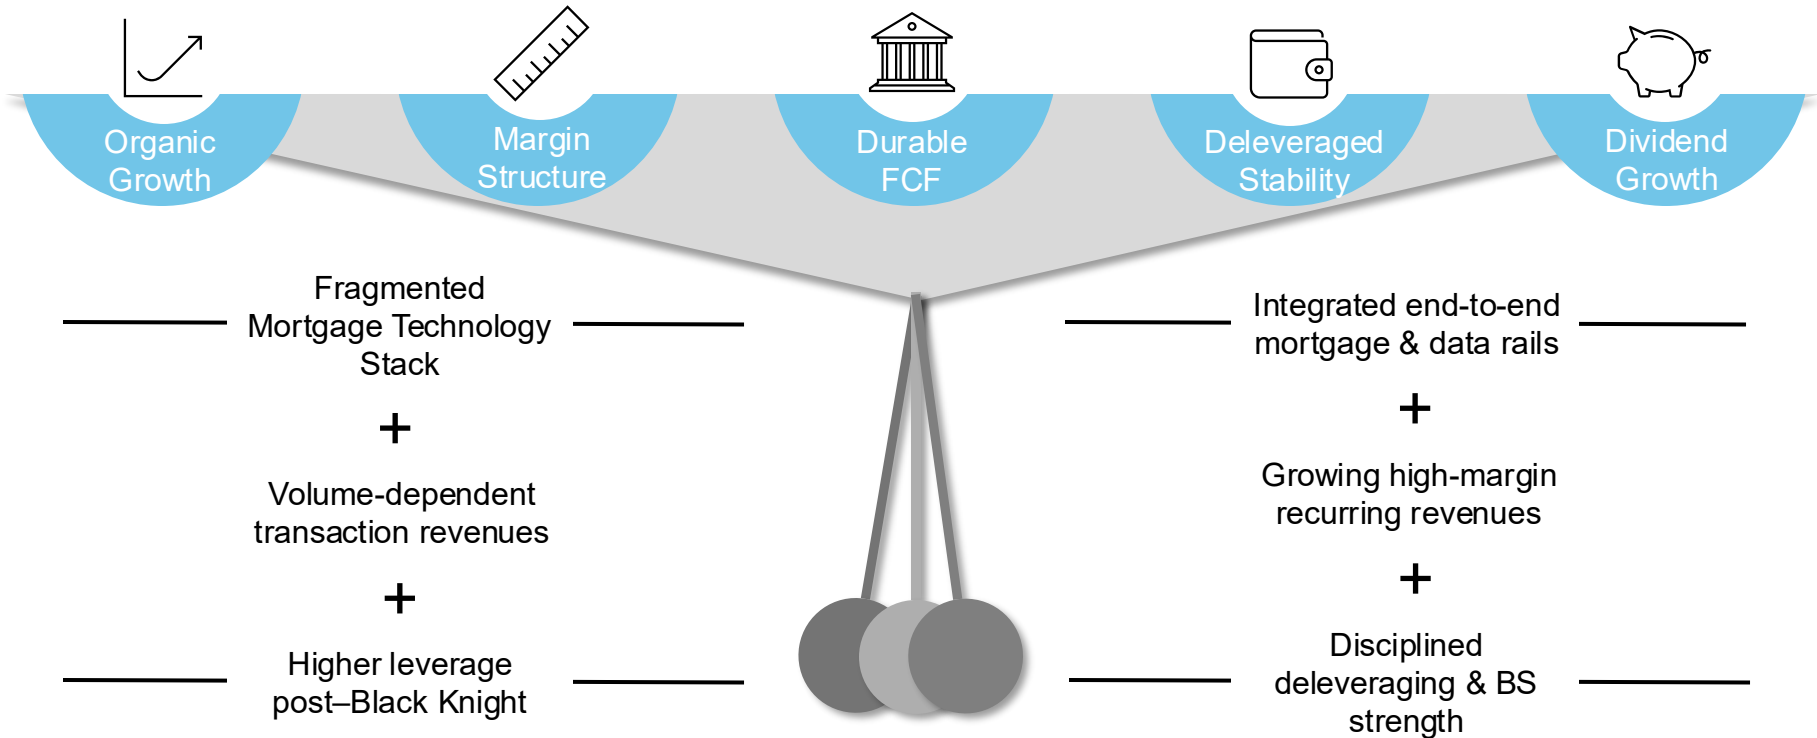 Organic
Growth
Margin
Structure
Durable
FCF
Deleveraged
Stability
Dividend
Growth
Fragmented
Mortgage Technology
Stack
+
Volume-dependent
transaction revenues
+
Higher leverage
post–Black Knight
Integrated end-to-end
mortgage & data rails
+
Growing high-margin
recurring revenues
+
Disciplined
deleveraging & BS
strength